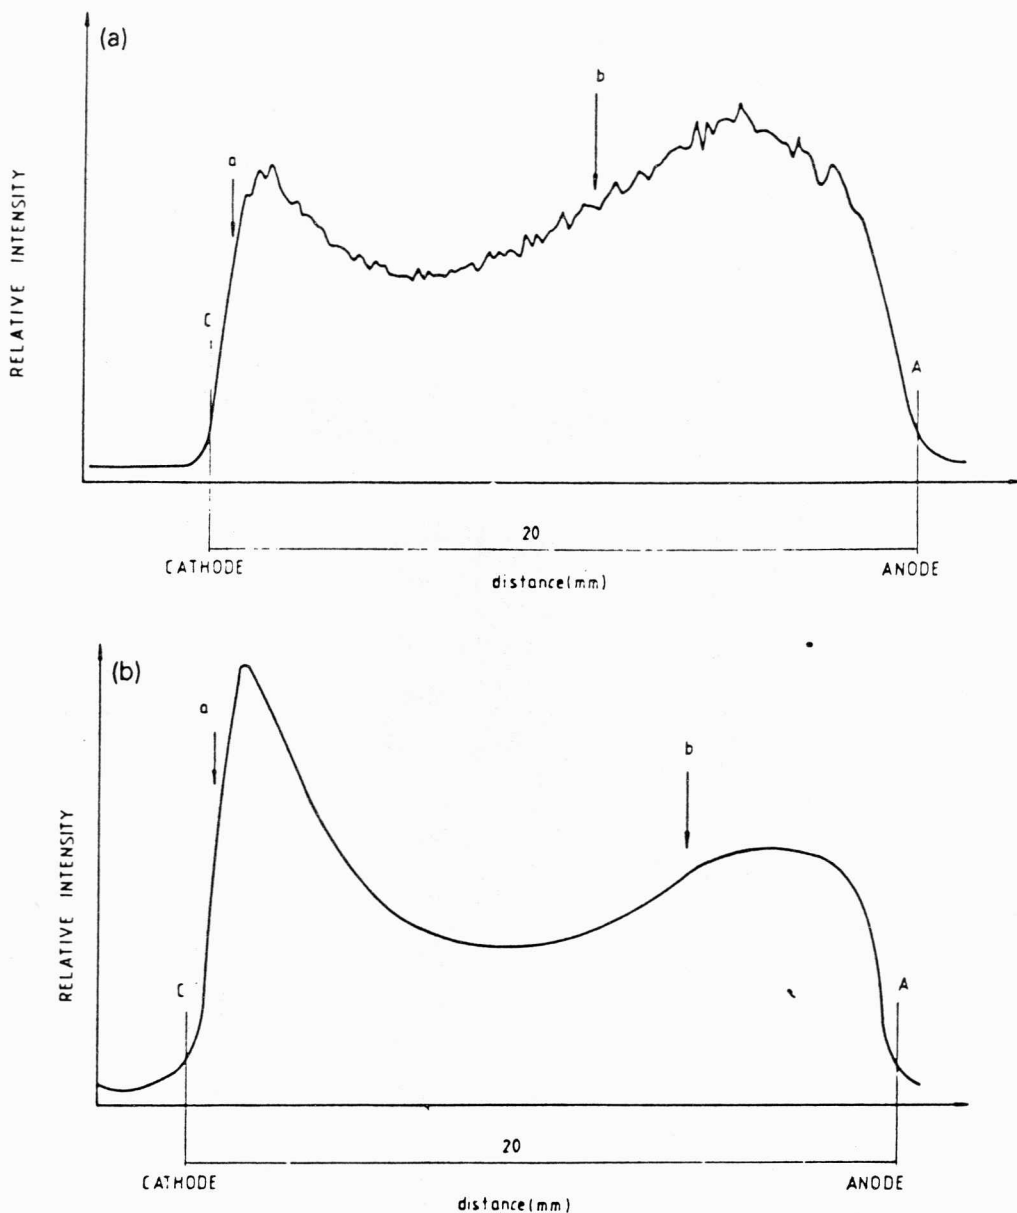 (a)
b
a
RELATIVE INTENSITY
C
A
20
CATHODE
ANODE
distance(mm)
(b)
a
b
RELATIVE INTENSITY
C
A
20
CATHODE
ANODE
distance(mm)